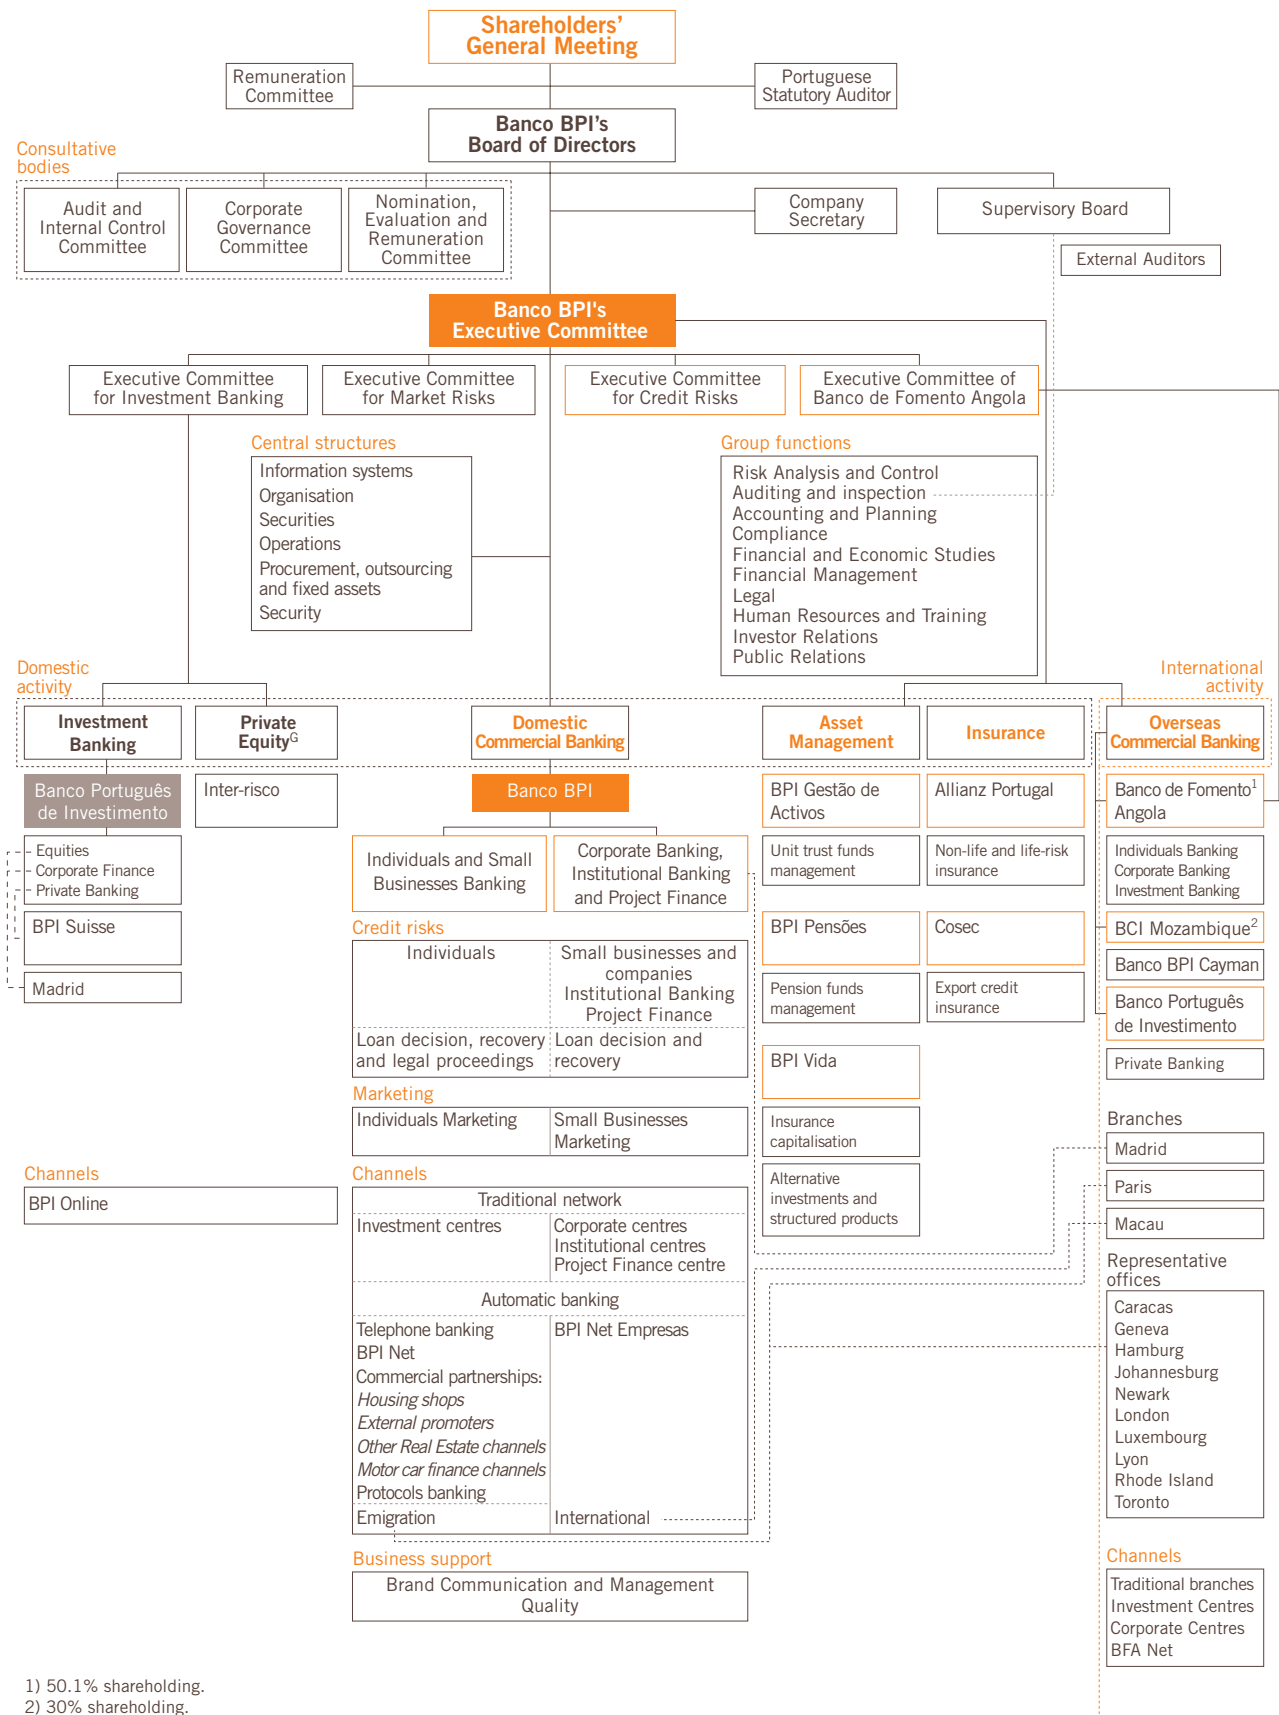 Shareholders'
General Meeting
Remuneration
Committee
Portuguese
Statutory Auditor
Banco BPI's
Board of Directors
Consultative
bodies
Audit and
Internal Control
Committee
Corporate
Governance
Committee
Nomination,
Evaluation and
Remuneration
Committee
Company
Secretary
Supervisory Board
External Auditors
Banco BPI's
Executive Committee
Executive Committee
for Investment Banking
Executive Committee
for Market Risks
Executive Committee
for Credit Risks
Executive Committee of
Banco de Fomento Angola
Central structures
Information systems
Organisation
Securities
Operations
Procurement, outsourcing
and fixed assets
Security
Group functions
Risk Analysis and Control
Auditing and inspection
Accounting and Planning
Compliance
Financial and Economic Studies
Financial Management
Legal
Human Resources and Training
Investor Relations
Public Relations
Domestic
activity
International
activity
Investment
Banking
Private
EquityG
Domestic
Commercial Banking
Asset
Management
Insurance
Overseas
Commercial Banking
Banco Português
de Investimento
Equities
Corporate Finance
Private Banking
BPI Suisse
Madrid
Inter-risco
Channels
BPI Online
Banco BPI
Individuals and Small
Businesses Banking
Corporate Banking,
Institutional Banking
and Project Finance
Credit risks
Individuals
Small businesses and
companies
Institutional Banking
Project Finance
Loan decision, recovery
and legal proceedings
Loan decision and
recovery
Marketing
Individuals Marketing
Small Businesses
Marketing
Channels
Traditional network
Investment centres
Corporate centres
Institutional centres
Project Finance centre
Automatic banking
Telephone banking
BPI Net
Commercial partnerships:
Housing shops
External promoters
Other Real Estate channels
Motor car finance channels
Protocols banking
BPI Net Empresas
Emigration
International
Business support
Brand Communication and Management
Quality
BPI Gestão de
Activos
Unit trust funds
management
BPI Pensões
Pension funds
management
BPI Vida
Insurance
capitalisation
Alternative
investments and
structured products
Allianz Portugal
Non-life and life-risk
insurance
Cosec
Export credit
insurance
Banco de Fomento1
Angola
Individuals Banking
Corporate Banking
Investment Banking
BCI Mozambique2
Banco BPI Cayman
Banco Português
de Investimento
Private Banking
Branches
Madrid
Paris
Macau
Representative
offices
Caracas
Geneva
Hamburg
Johannesburg
Newark
London
Luxembourg
Lyon
Rhode Island
Toronto
Channels
Traditional branches
Investment Centres
Corporate Centres
BFA Net
1) 50.1% shareholding.
2) 30% shareholding.